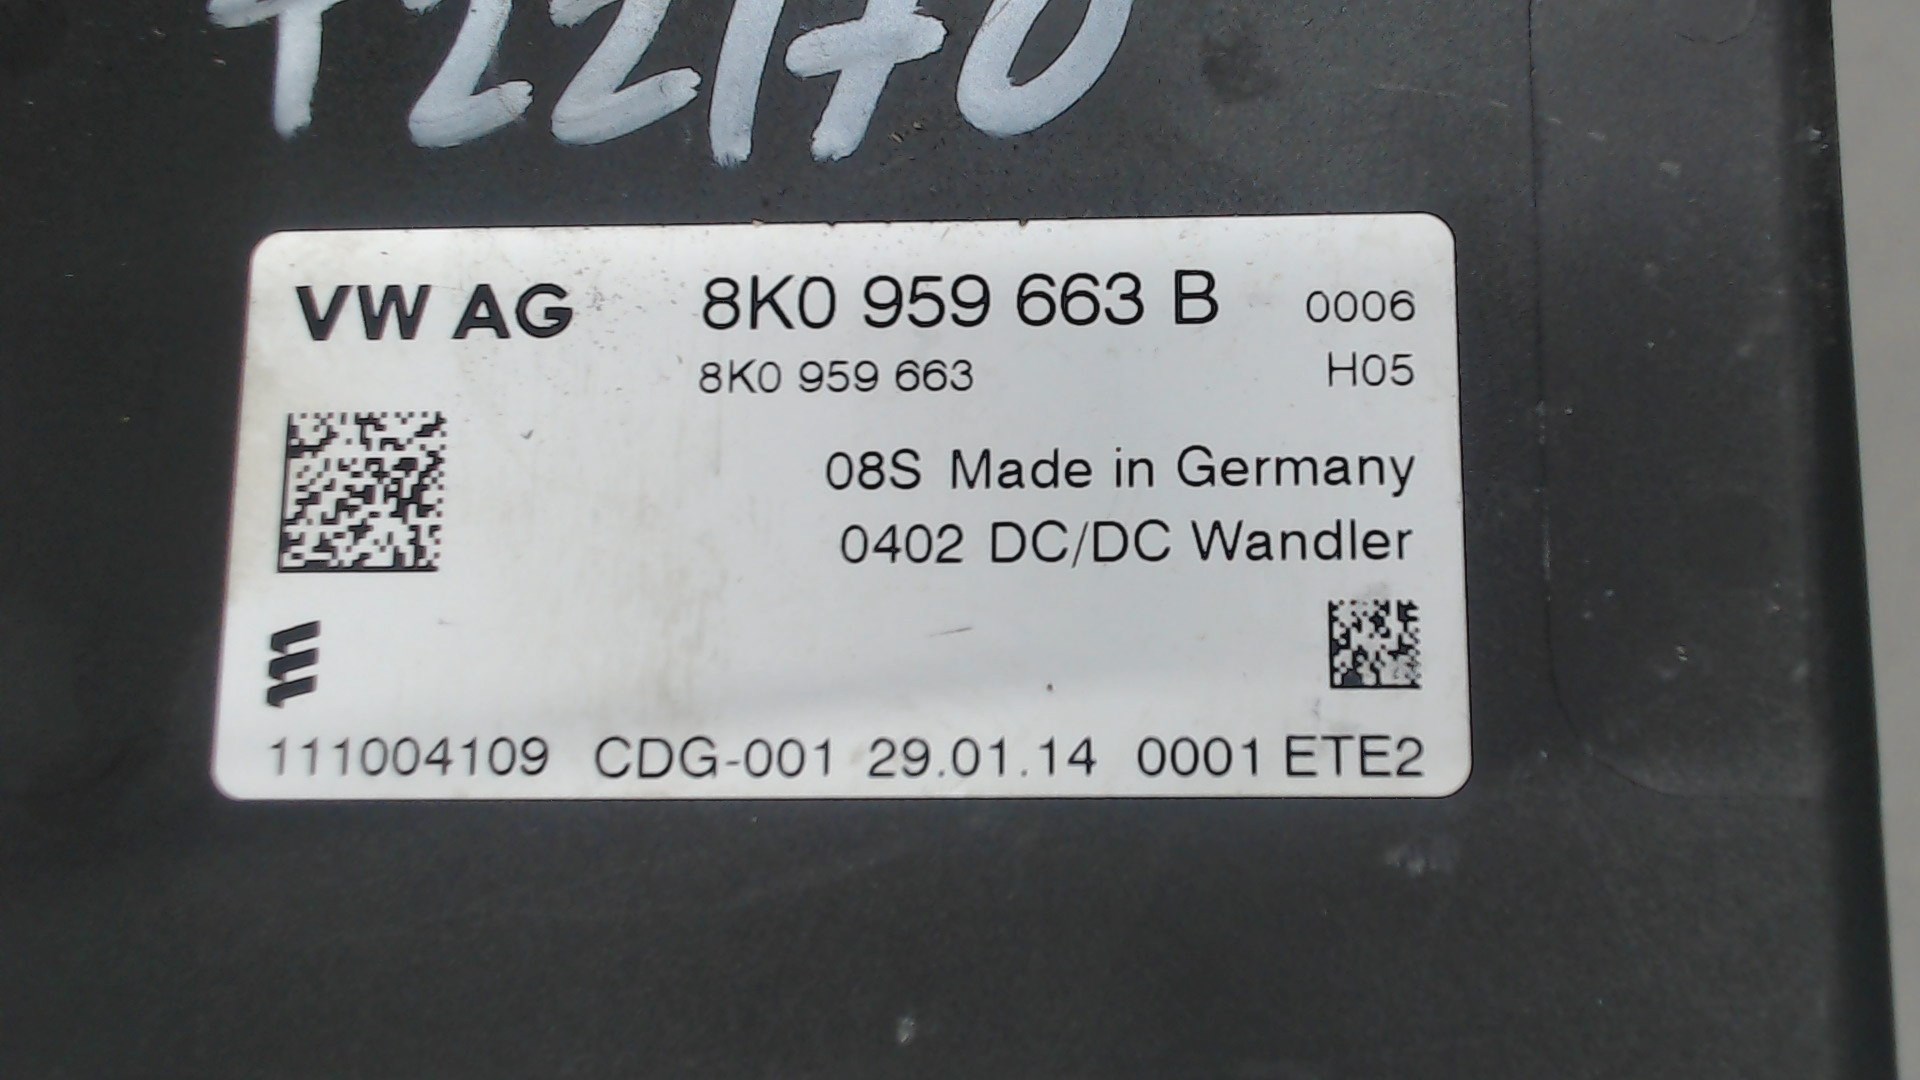 T22170
VW AG 8K0 959 663 B 0006
8K0 959 663 H05
08S Made in Germany
0402 DC/DC Wandler
111004109 CDG-001 29.01.14 0001 ETE2